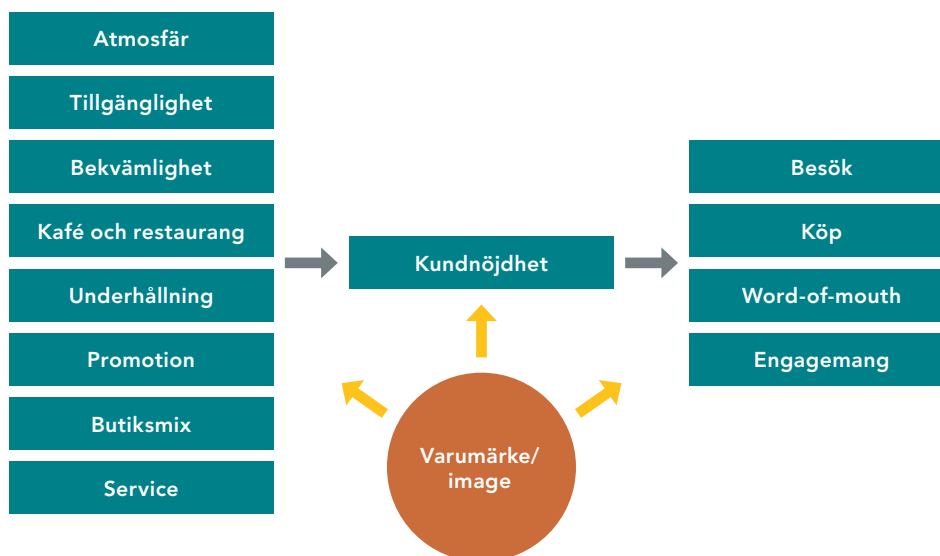 Atmosfär
Tillgänglighet
Bekvämlighet
Kafé och restaurang
Underhållning
Promotion
Butiksmix
Service
Kundnöjdhet
Varumärke/
image
Besök
Köp
Word-of-mouth
Engagemang